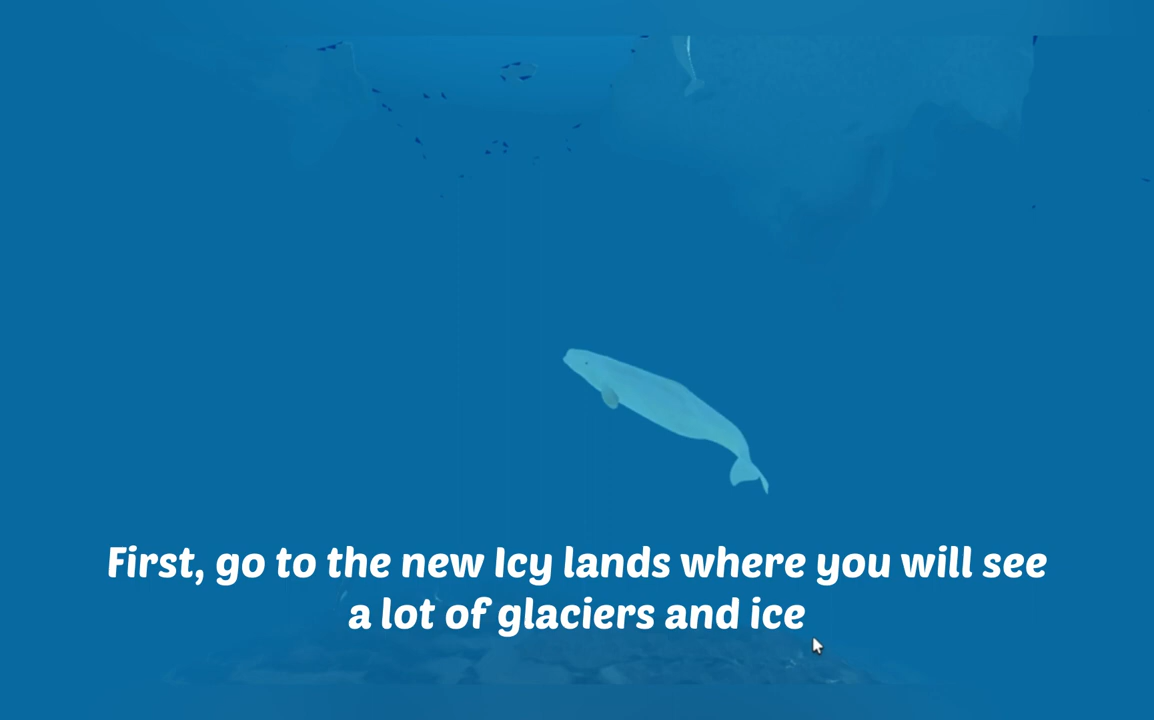 First, go to the new Icy lands where you will see
a lot of glaciers and ice